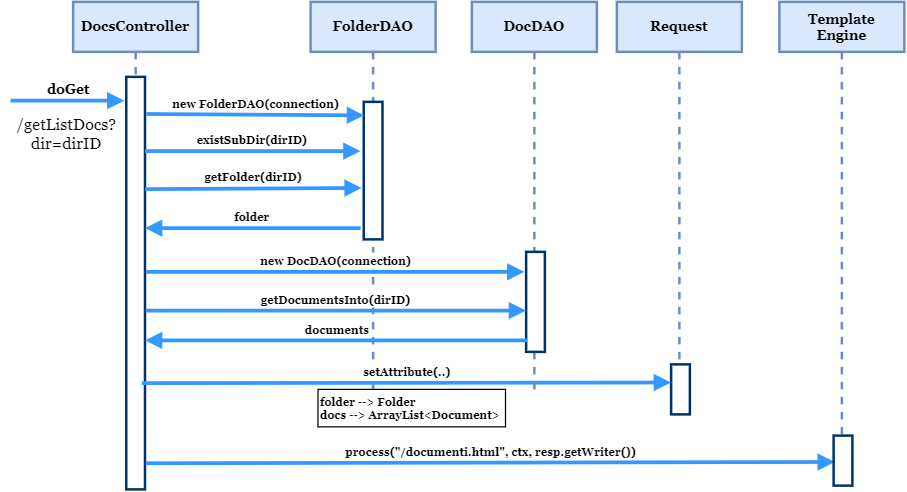 DocsController
FolderDAO
DocDAO
Request
Template
Engine
doGet
/getListDocs?
dir=dirID
new FolderDAO(connection)
existSubDir(dirID)
getFolder(dirID)
folder
new DocDAO(connection)
getDocumentsInto(dirID)
documents
setAttribute(..)
folder --> Folder
docs --> ArrayList<Document>
process("/documenti.html", ctx, resp.getWriter())